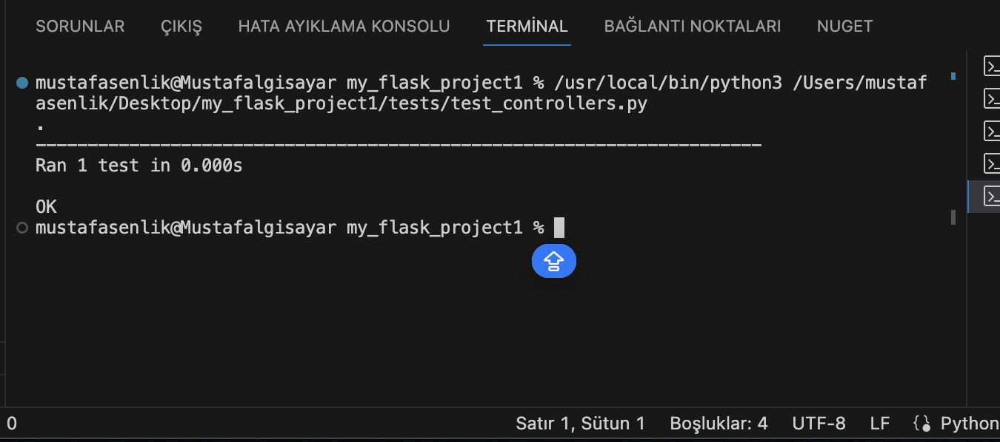 SORUNLAR ÇIKIŞ HATA AYIKLAMA KONSOLU TERMİNAL BAĞLANTI NOKTALARI NUGET
mustafasenlik@Mustafalgisayar my_flask_project1 % /usr/local/bin/python3 /Users/mustaf
asenlik/Desktop/my_flask_project1/tests/test_controllers.py
.
----------------------------------------------------------------------
Ran 1 test in 0.000s
OK
mustafasenlik@Mustafalgisayar my_flask_project1 %
0 Satır 1, Sütun 1 Boşluklar: 4 UTF-8 LF Python